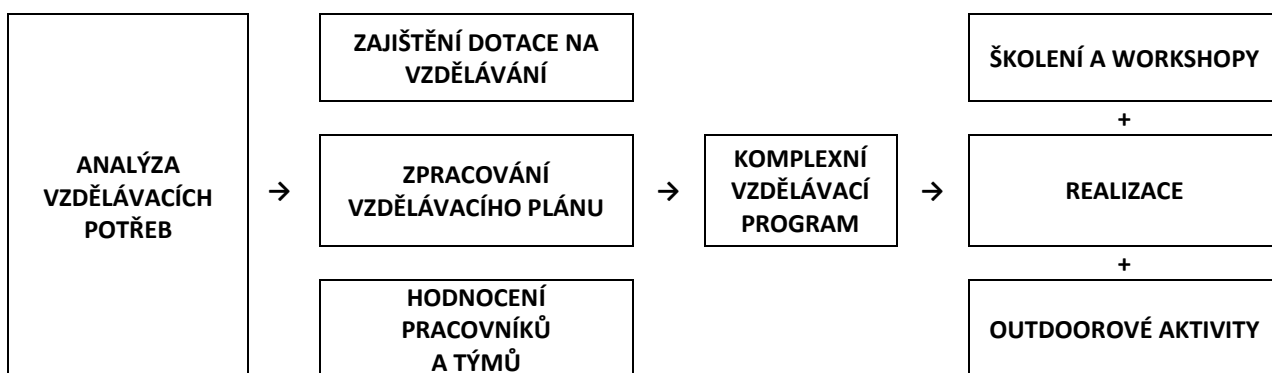 ANALÝZA
VZDĚLÁVACÍCH
POTŘEB
→
ZAJIŠTĚNÍ DOTACE NA
VZDĚLÁVÁNÍ
ZPRACOVÁNÍ
VZDĚLÁVACÍHO PLÁNU
HODNOCENÍ
PRACOVNÍKŮ
A TÝMŮ
→
KOMPLEXNÍ
VZDĚLÁVACÍ
PROGRAM
→
ŠKOLENÍ A WORKSHOPY
+
REALIZACE
+
OUTDOOROVÉ AKTIVITY